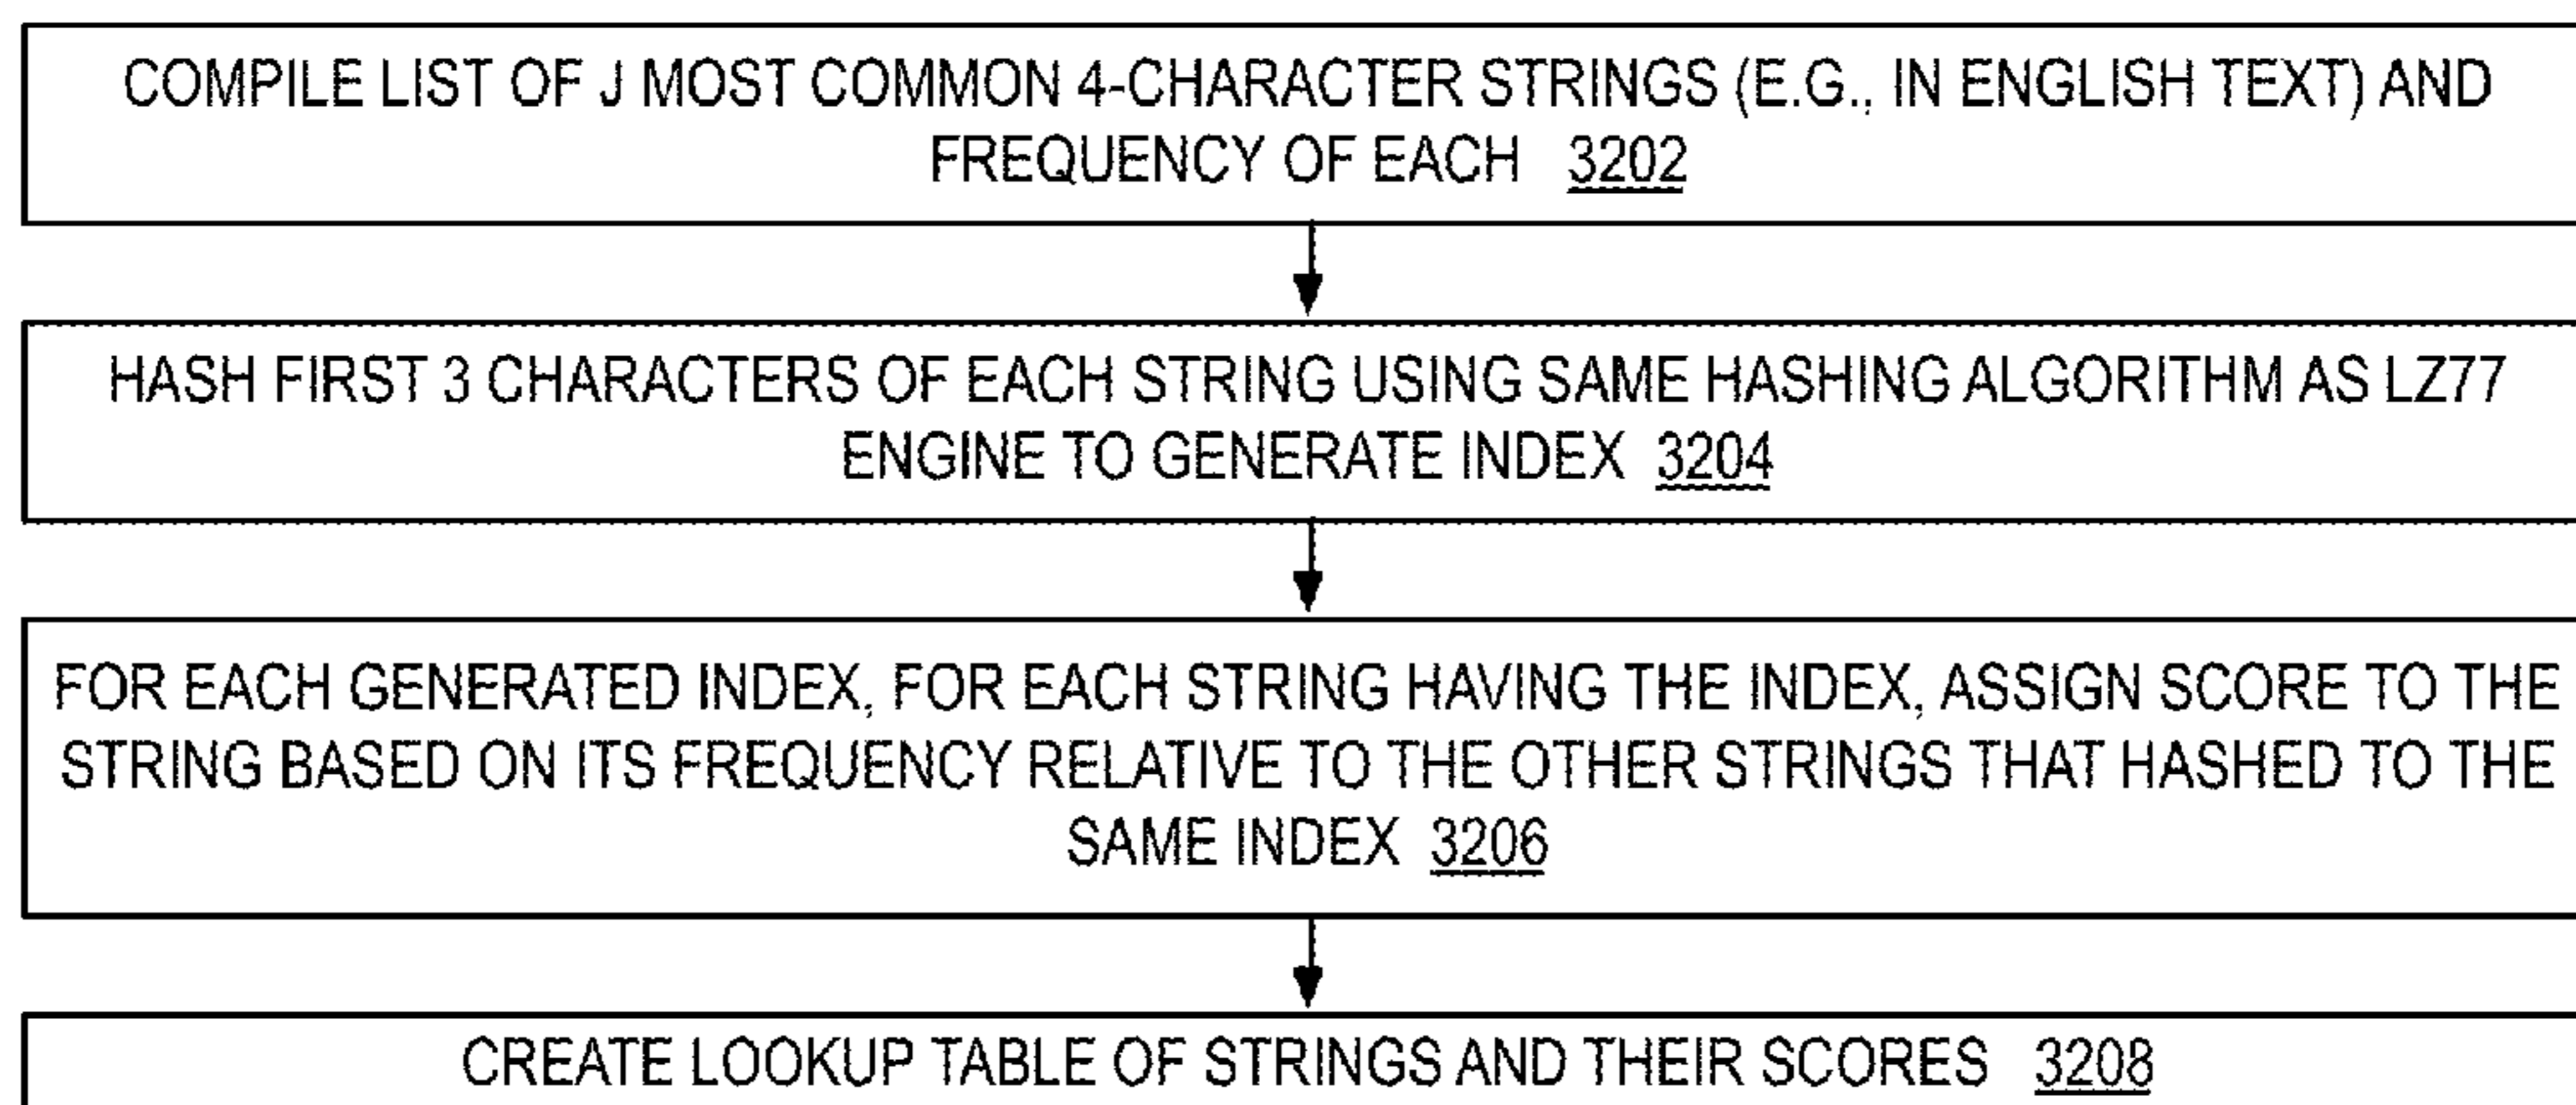 COMPILE LIST OF J MOST COMMON 4-CHARACTER STRINGS (E.G., IN ENGLISH TEXT) AND
FREQUENCY OF EACH 3202
HASH FIRST 3 CHARACTERS OF EACH STRING USING SAME HASHING ALGORITHM AS LZ77
ENGINE TO GENERATE INDEX 3204
FOR EACH GENERATED INDEX, FOR EACH STRING HAVING THE INDEX, ASSIGN SCORE TO THE
STRING BASED ON ITS FREQUENCY RELATIVE TO THE OTHER STRINGS THAT HASHED TO THE
SAME INDEX 3206
CREATE LOOKUP TABLE OF STRINGS AND THEIR SCORES 3208